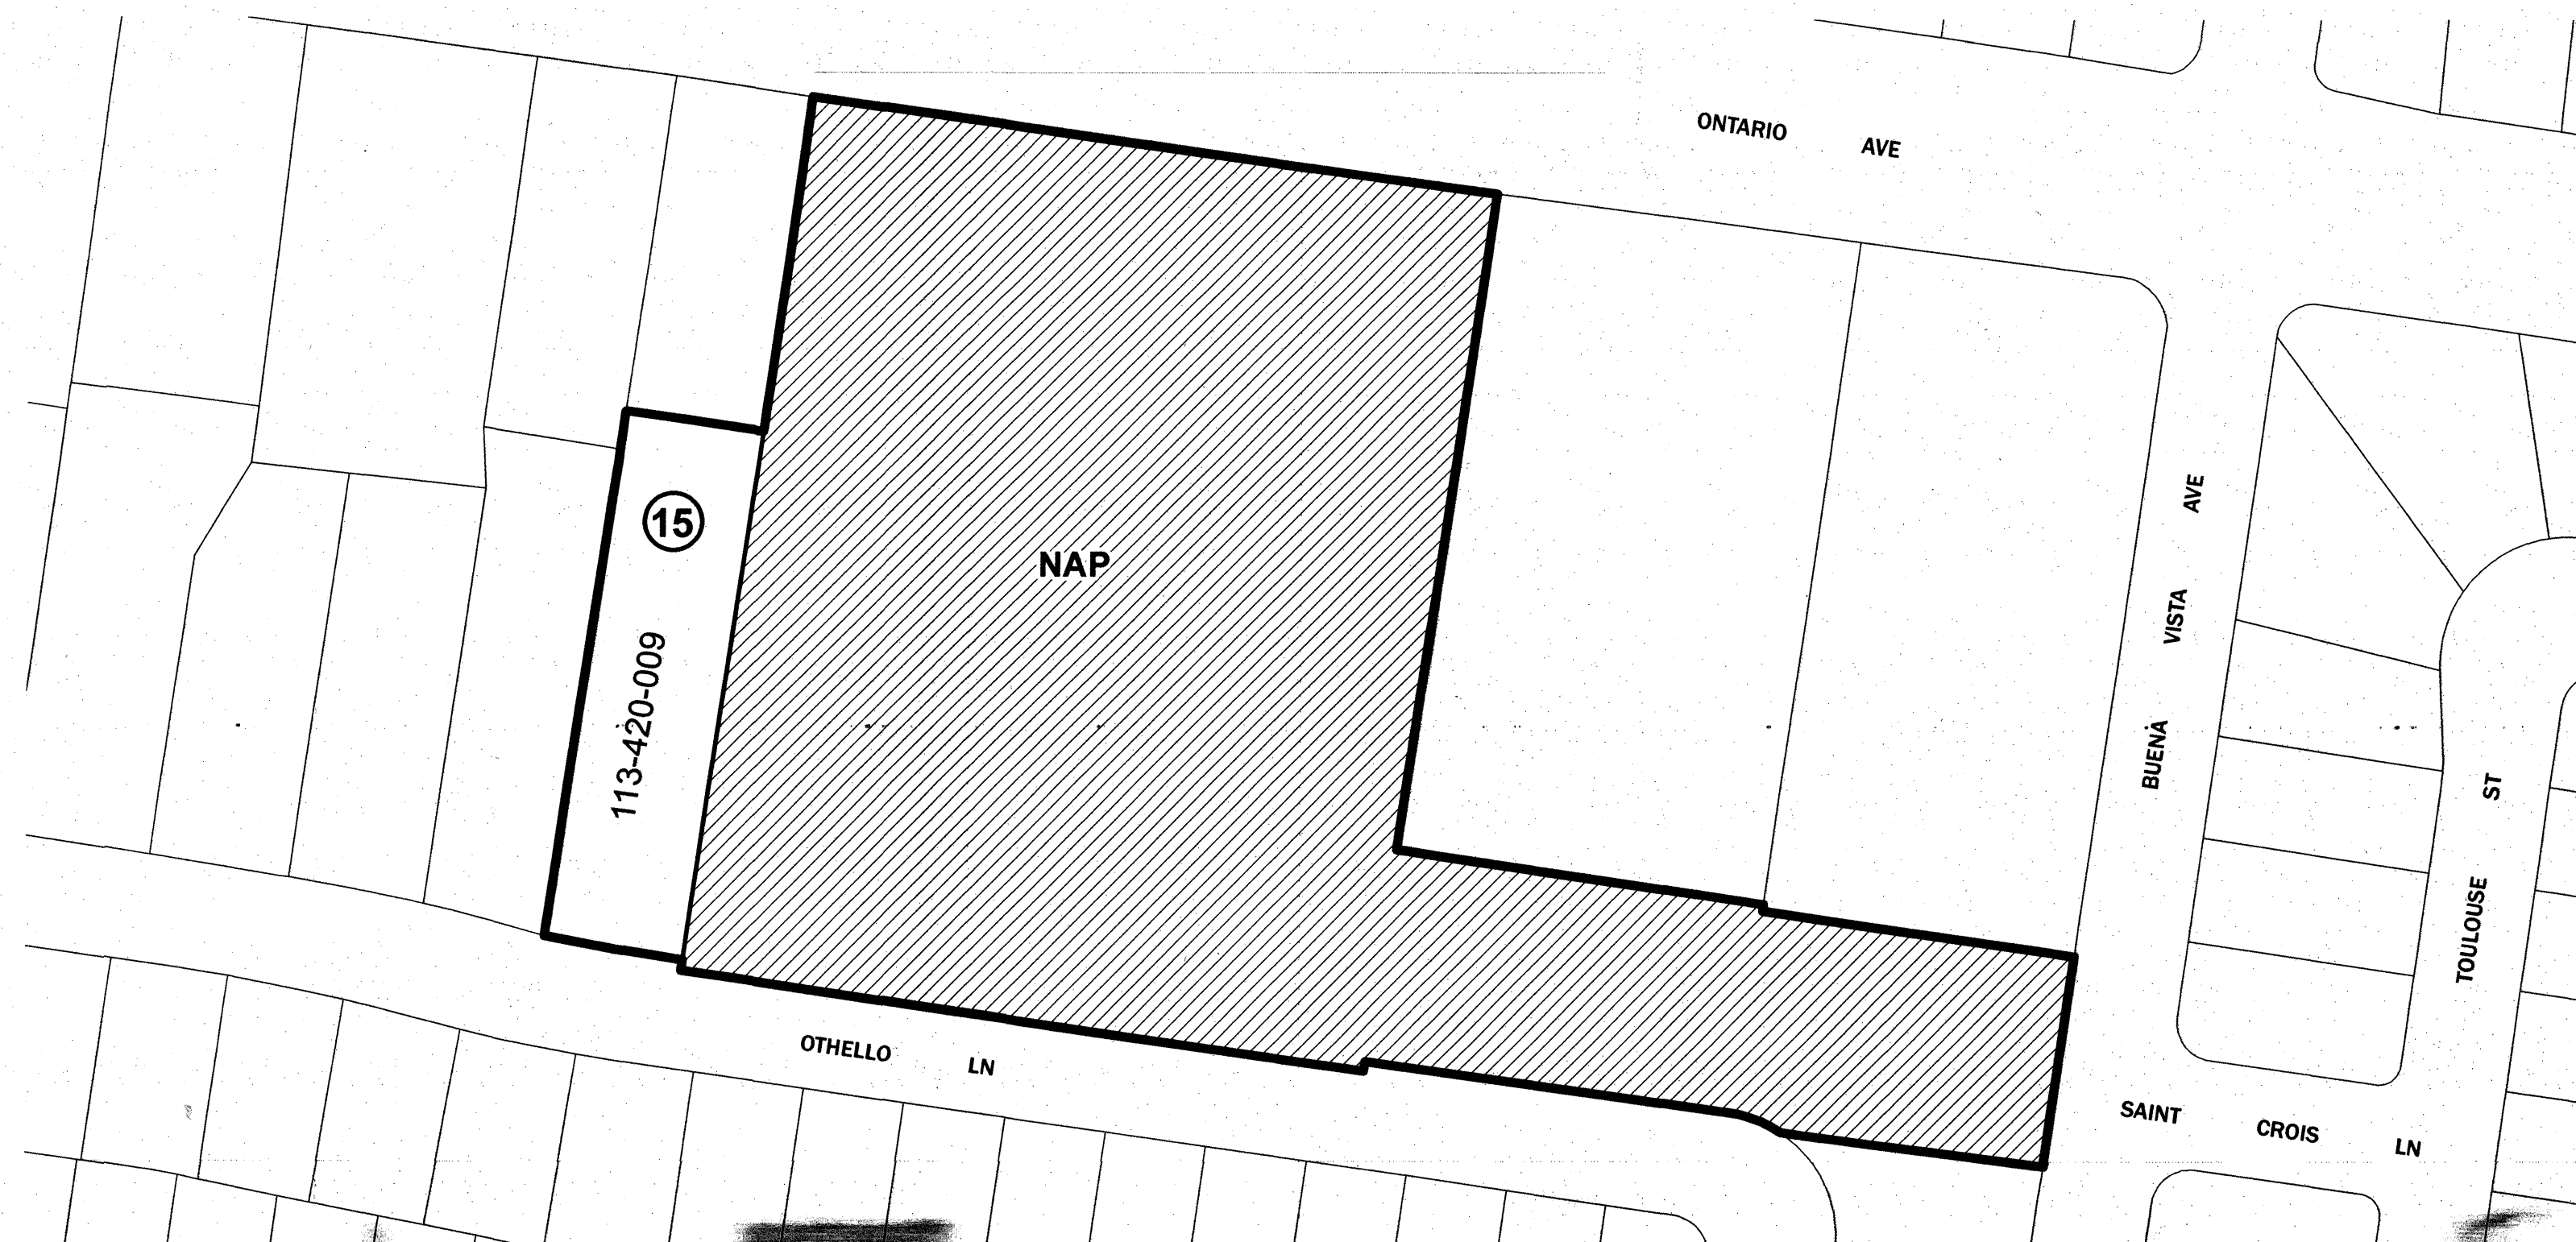 ONTARIO AVE
15
113-420-009
NAP
BUENA VISTA AVE
TOULOUSE ST
OTHELLO LN
SAINT CROIS LN